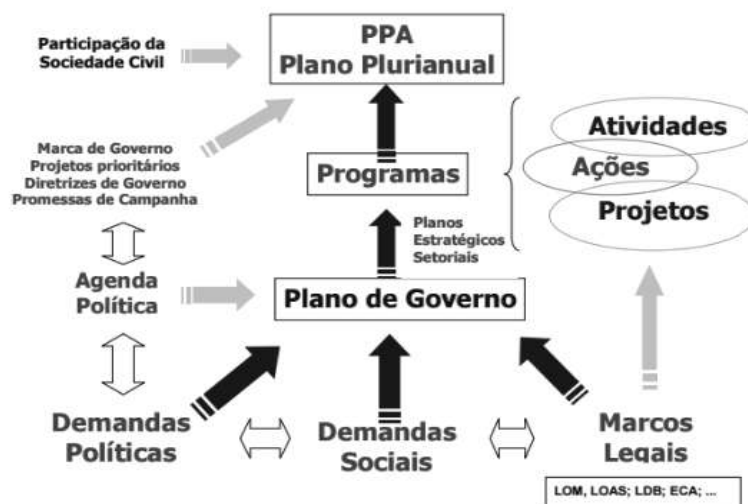 Participação da
Sociedade Civil
PPA
Plano Plurianual
Marca de Governo
Projetos prioritários
Diretrizes de Governo
Promessas de Campanha
Programas
Atividades
Ações
Projetos
Planos
Estratégicos
Setoriais
Agenda
Política
Plano de Governo
Demandas
Políticas
Demandas
Sociais
Marcos
Legais
LOM, LOAS; LDB; ECA; ...